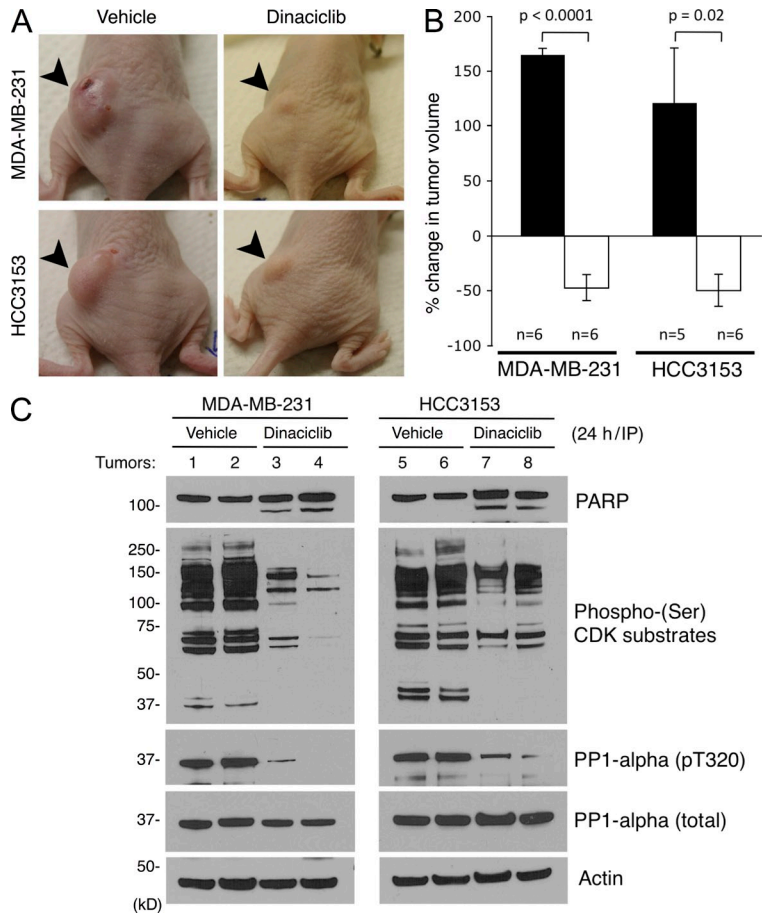 A
Vehicle
Dinaciclib
MDA-MB-231
HCC3153
B
% change in tumor volume
200
150
100
50
0
-50
-100
p < 0.0001
p = 0.02
n=6
n=6
n=5
n=6
MDA-MB-231
HCC3153
C
MDA-MB-231
HCC3153
Vehicle
Dinaciclib
Vehicle
Dinaciclib
(24 h/IP)
Tumors:
1
2
3
4
5
6
7
8
100-
PARP
250-
150-
100-
75-
50-
37-
Phospho-(Ser)
CDK substrates
37-
PP1-alpha (pT320)
37-
PP1-alpha (total)
50-
Actin
(kD)